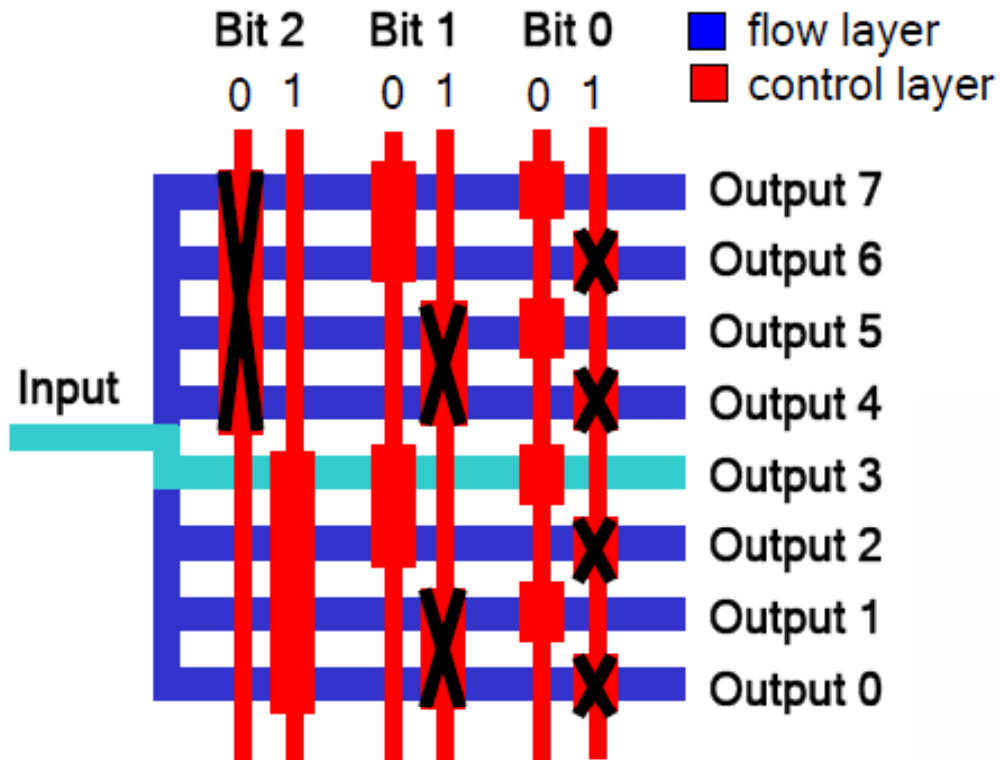 Bit 2 Bit 1 Bit 0 flow layer
0 1 0 1 0 1 control layer
Output 7
Output 6
Output 5
Input
Output 4
Output 3
Output 2
Output 1
Output 0